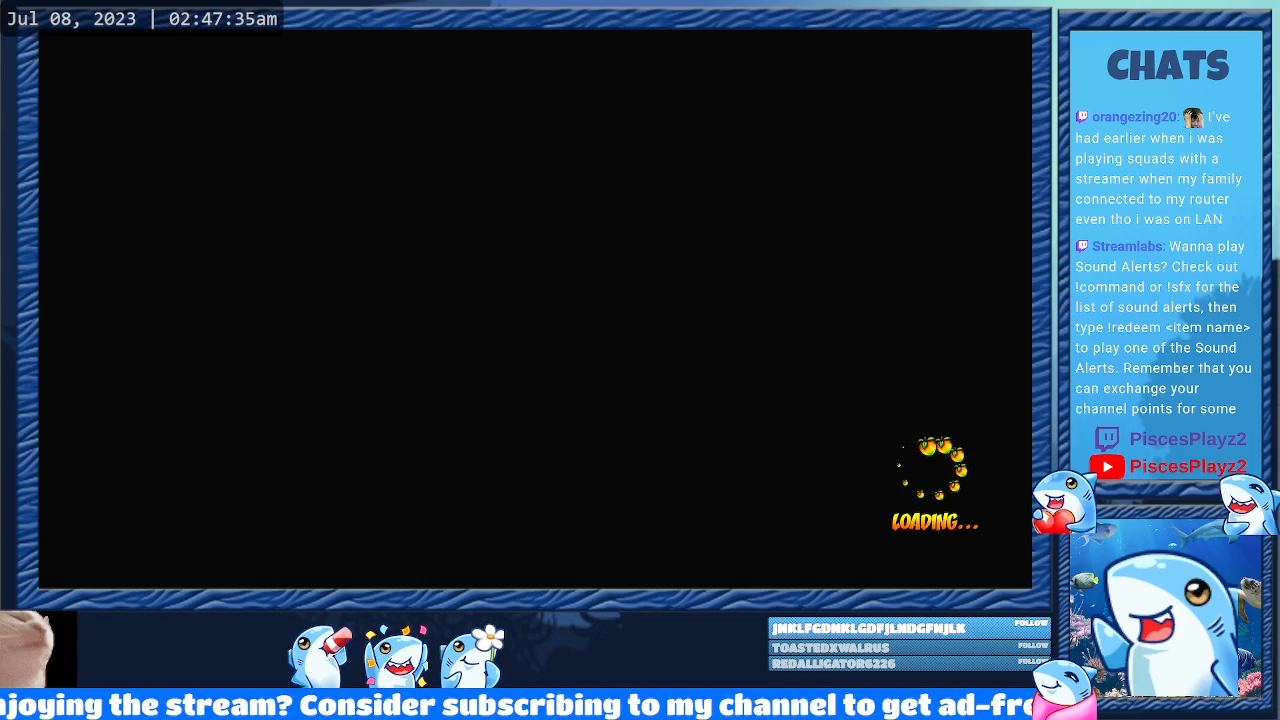 Jul 08, 2023 | 02:47:35am
CHATS
orangezing20: I've
had earlier when i was
playing squads with a
streamer when my family
connected to my router
even tho i was on LAN
Streamlabs: Wanna play
Sound Alerts? Check out
!command or !sfx for the
list of sound alerts, then
type !redeem <item name>
to play one of the Sound
Alerts. Remember that you
can exchange your
channel points for some
PiscesPlayz2
PiscesPlayz2
LOADING...
FOLLOW
TOASTEDXWALRUS FOLLOW
REDALLIGATOR6226 FOLLOW
njoying the stream? Consider subscribing to my channel to get ad-fre